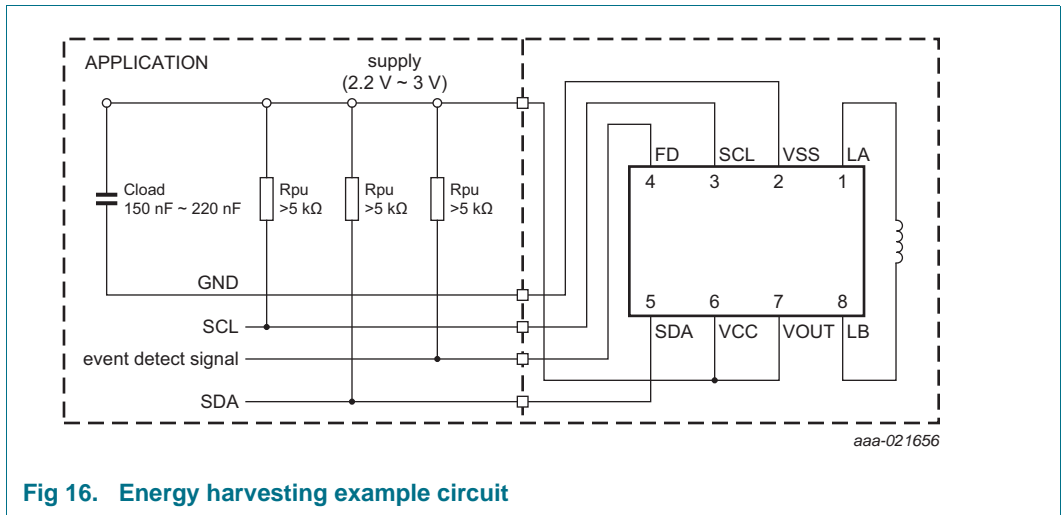 APPLICATION
supply
(2.2 V ~ 3 V)
Cload
150 nF ~ 220 nF
Rpu
>5 kΩ
Rpu
>5 kΩ
Rpu
>5 kΩ
GND
SCL
event detect signal
SDA
FD
SCL
VSS
LA
4
3
2
1
5
6
7
8
SDA
VCC
VOUT
LB
aaa-021656
Fig 16. Energy harvesting example circuit